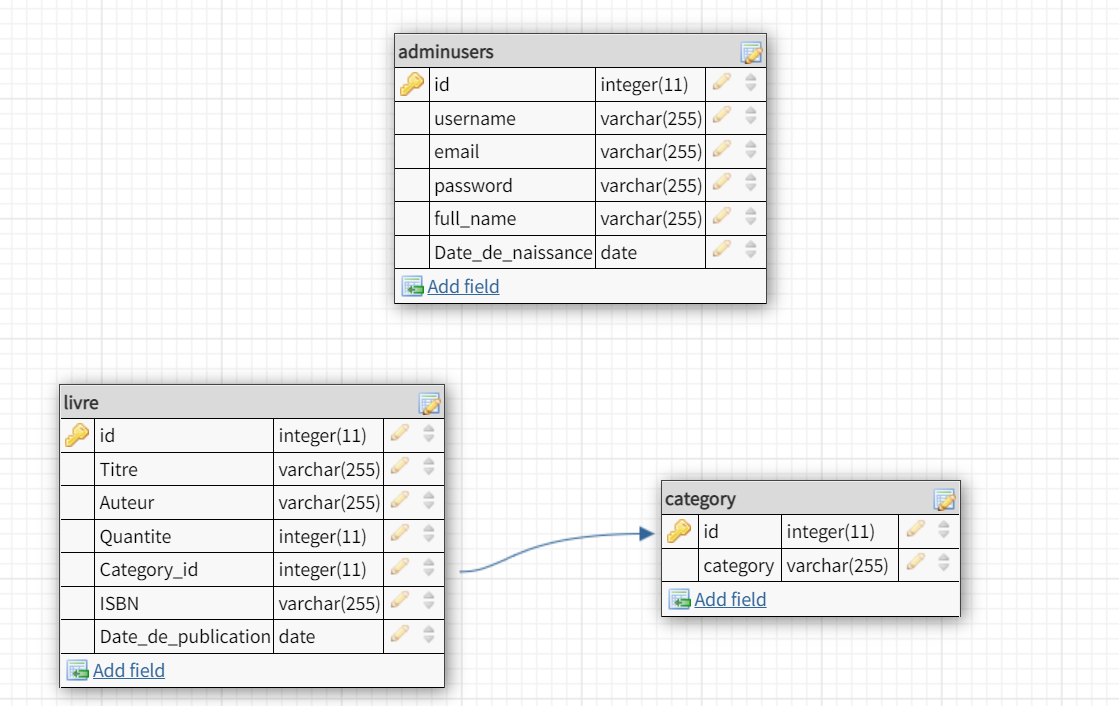 adminusers
id integer(11)
username varchar(255)
email varchar(255)
password varchar(255)
full_name varchar(255)
Date_de_naissance date
Add field
livre
id integer(11)
Titre varchar(255)
Auteur varchar(255)
Quantite integer(11)
Category_id integer(11)
ISBN varchar(255)
Date_de_publication date
Add field
category
id integer(11)
category varchar(255)
Add field